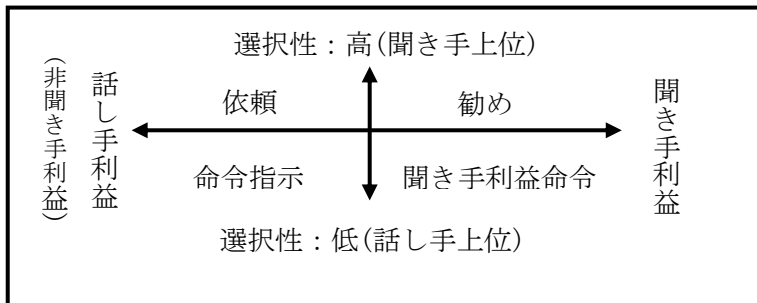 選択性：高(聞き手上位)
(非聞き手利益)
話し手利益
依頼
勧め
聞き手利益
命令指示
聞き手利益命令
選択性：低(話し手上位)